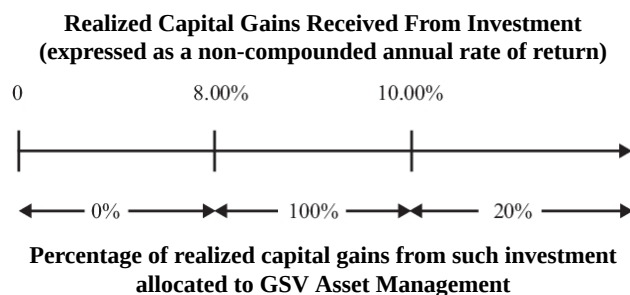 Realized Capital Gains Received From Investment
(expressed as a non-compounded annual rate of return)
0 8.00% 10.00%
0% 100% 20%
Percentage of realized capital gains from such investment
allocated to GSV Asset Management